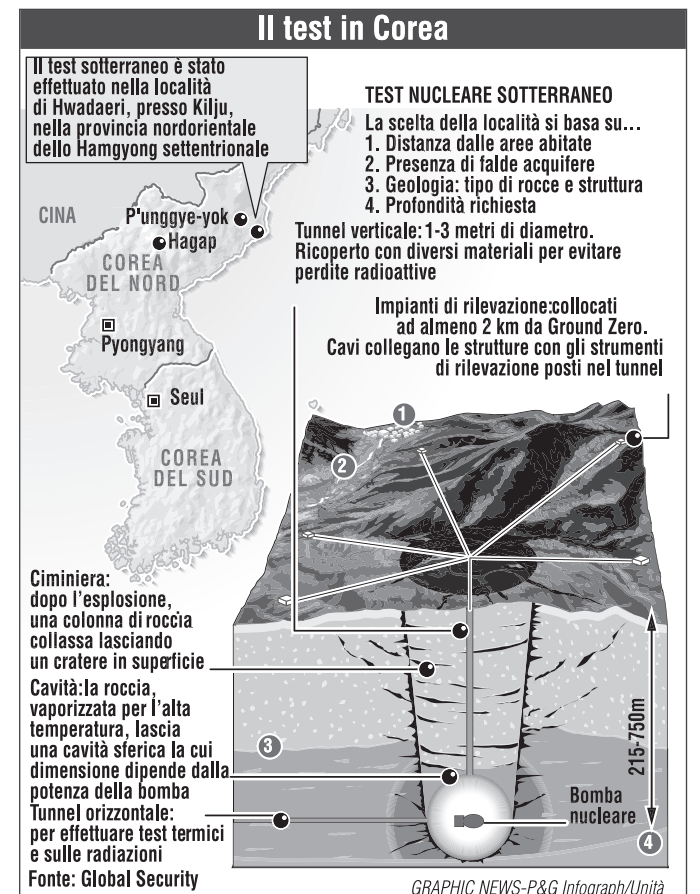 Il test in Corea
Il test sotterraneo è stato
effettuato nella località
di Hwadaeri, presso Kilju,
nella provincia nordorientale
dello Hamgyong settentrionale
CINA
P'unggye-yok
Hagap
COREA
DEL NORD
Pyongyang
Seul
COREA
DEL SUD
TEST NUCLEARE SOTTERRANEO
La scelta della località si basa su...
1. Distanza dalle aree abitate
2. Presenza di falde acquifere
3. Geologia: tipo di rocce e struttura
4. Profondità richiesta
Tunnel verticale: 1-3 metri di diametro.
Ricoperto con diversi materiali per evitare
perdite radioattive
Impianti di rilevazione:collocati
ad almeno 2 km da Ground Zero.
Cavi collegano le strutture con gli strumenti
di rilevazione posti nel tunnel
1
2
Ciminiera:
dopo l'esplosione,
una colonna di roccia
collassa lasciando
un cratere in superficie
Cavità:la roccia,
vaporizzata per l'alta
temperatura, lascia
una cavità sferica la cui
dimensione dipende dalla
potenza della bomba
Tunnel orizzontale:
per effettuare test termici
e sulle radiazioni
3
215-750m
Bomba
nucleare
4
Fonte: Global Security
GRAPHIC NEWS-P&G Infograph/Unità